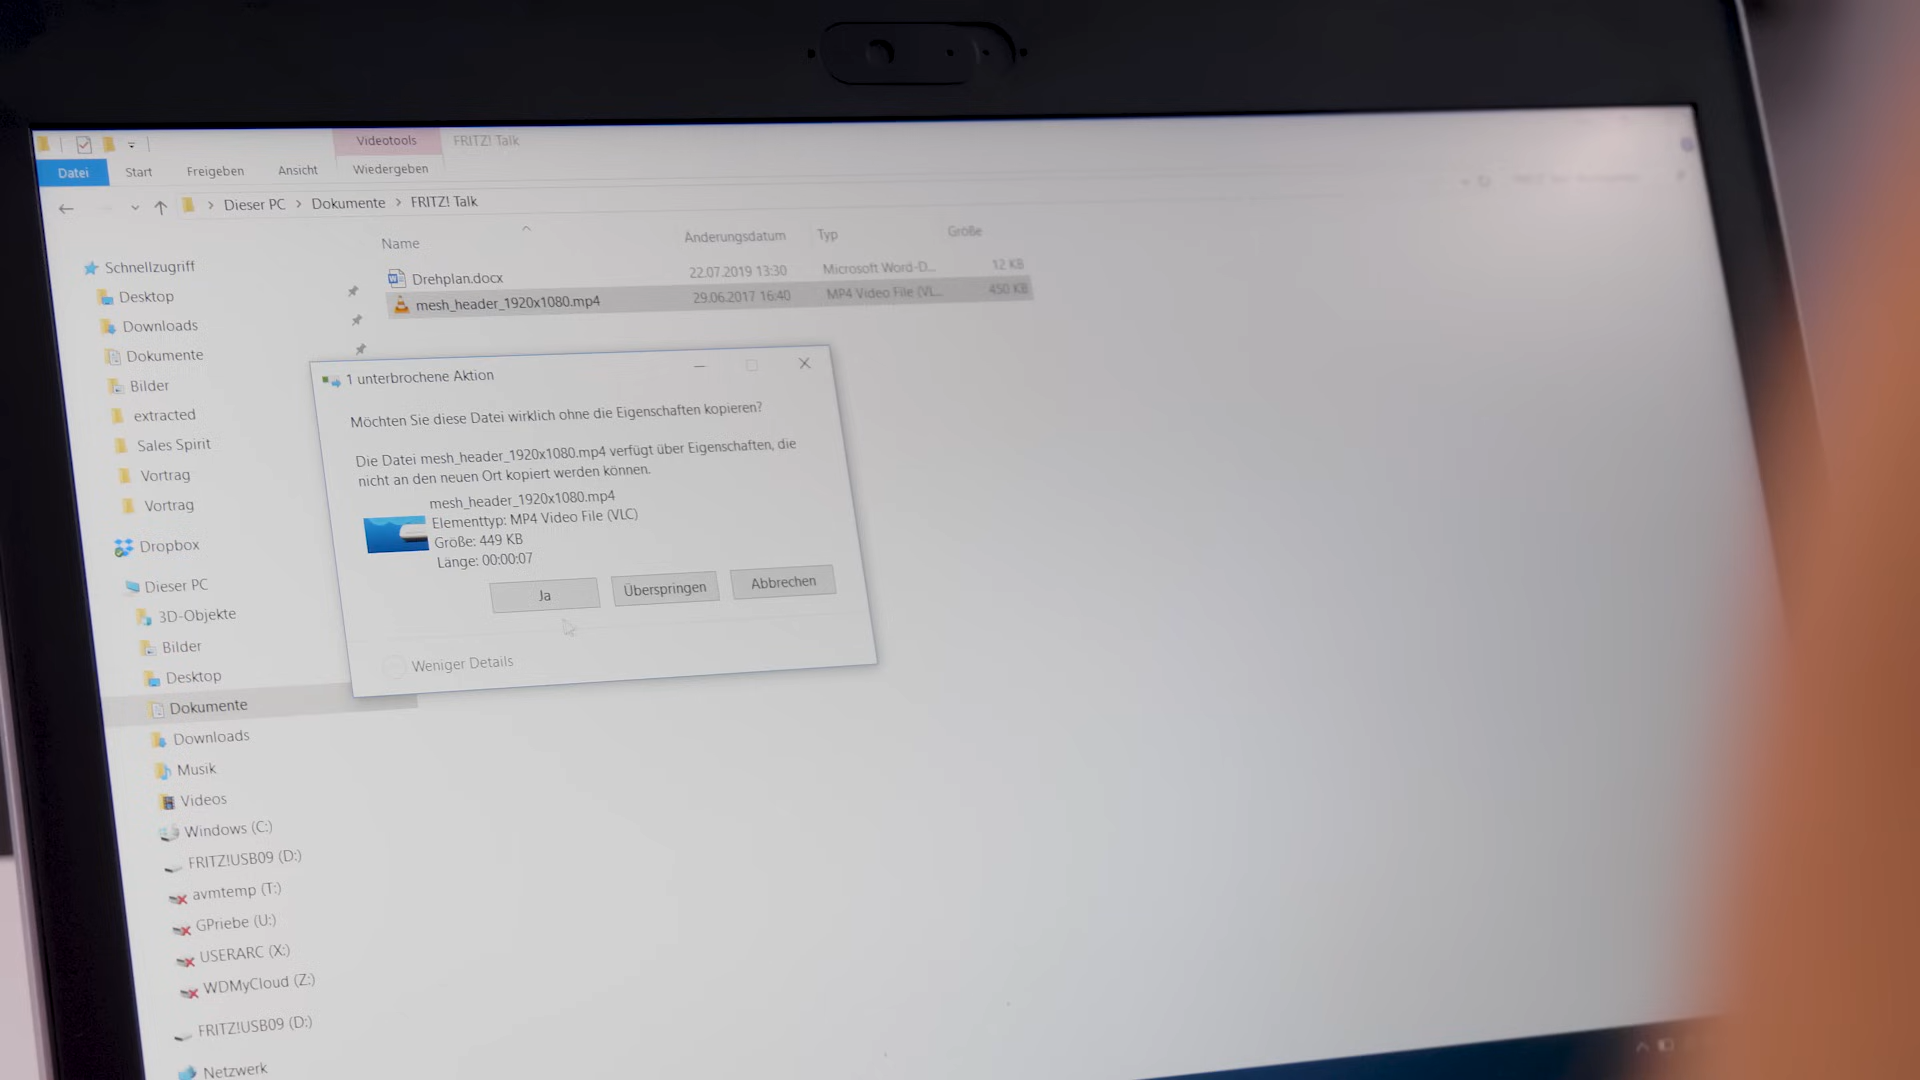 Videotools
FRITZ! Talk
Datei
Start
Freigeben
Ansicht
Wiedergeben
Dieser PC
Dokumente
FRITZ! Talk
Name
Änderungsdatum
Typ
Größe
Drehplan.docx
22.07.2019 13:30
Microsoft Word-D...
12 KB
mesh_header_1920x1080.mp4
29.06.2017 16:40
MP4 Video File (VL...
450 KB
Schnellzugriff
Desktop
Downloads
Dokumente
Bilder
extracted
Sales Spirit
Vortrag
Vortrag
Dropbox
Dieser PC
3D-Objekte
Bilder
Desktop
Dokumente
Downloads
Musik
Videos
Windows (C:)
FRITZ!USB09 (D:)
avmtemp (T:)
GPriebe (U:)
USERARC (X:)
WDMyCloud (Z:)
FRITZ!USB09 (D:)
Netzwerk
1 unterbrochene Aktion
Möchten Sie diese Datei wirklich ohne die Eigenschaften kopieren?
Die Datei mesh_header_1920x1080.mp4 verfügt über Eigenschaften, die
nicht an den neuen Ort kopiert werden können.
mesh_header_1920x1080.mp4
Elementtyp: MP4 Video File (VLC)
Größe: 449 KB
Länge: 00:00:07
Ja
Überspringen
Abbrechen
Weniger Details